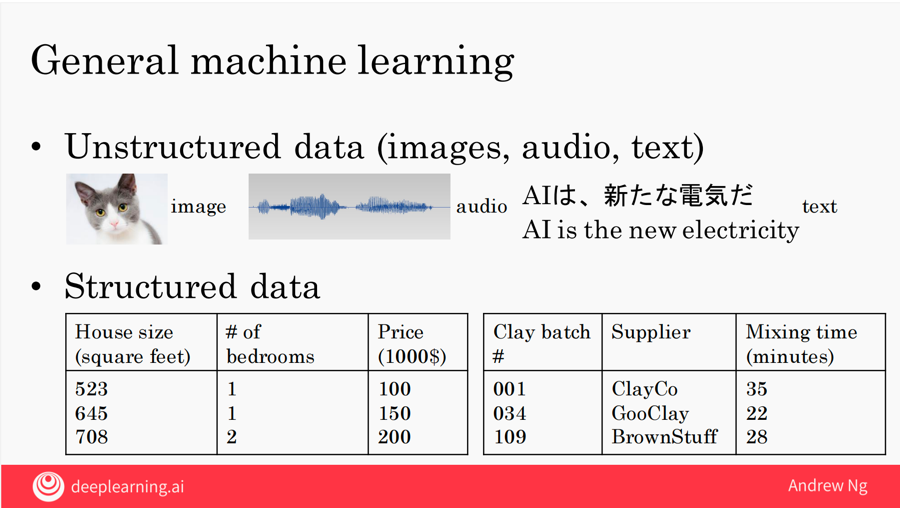 General machine learning
• Unstructured data (images, audio, text)
image
audio
AIは、新たな電気だ
AI is the new electricity
text
• Structured data
House size (square feet) # of bedrooms Price (1000$)
523 1 100
645 1 150
708 2 200
Clay batch # Supplier Mixing time (minutes)
001 ClayCo 35
034 GooClay 22
109 BrownStuff 28
deeplearning.ai
Andrew Ng